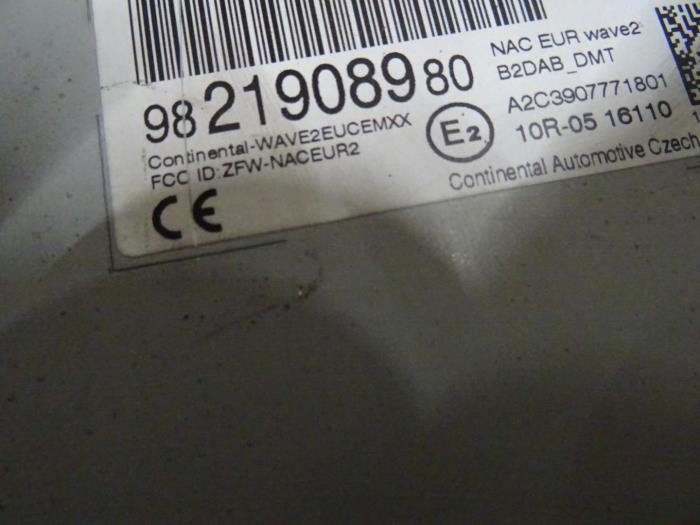 9821908980
Continental-WAVE2EUCEMXX
FCC ID:ZFW-NACEUR2
CE
E2
NAC EUR wave2
B2DAB_DMT
A2C3907771801
10R-05 16110
Continental Automotive Czech